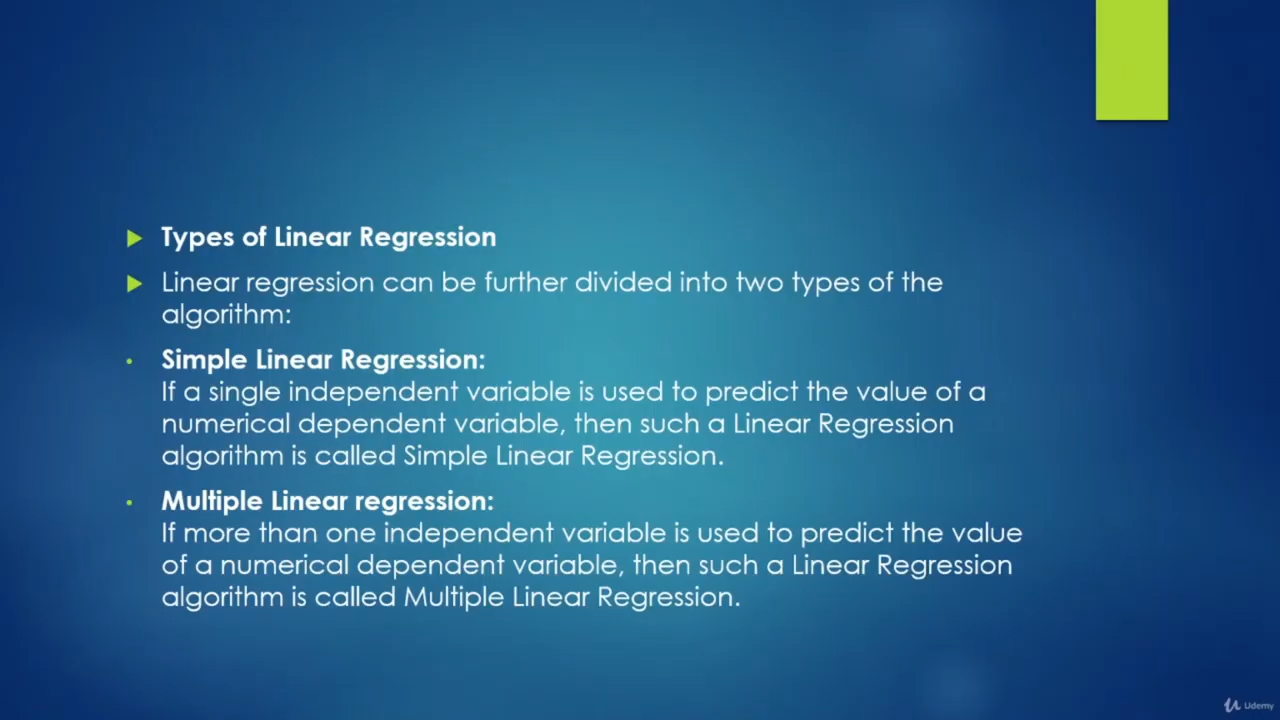 Types of Linear Regression
Linear regression can be further divided into two types of the
algorithm:
Simple Linear Regression:
If a single independent variable is used to predict the value of a
numerical dependent variable, then such a Linear Regression
algorithm is called Simple Linear Regression.
Multiple Linear regression:
If more than one independent variable is used to predict the value
of a numerical dependent variable, then such a Linear Regression
algorithm is called Multiple Linear Regression.
Udemy